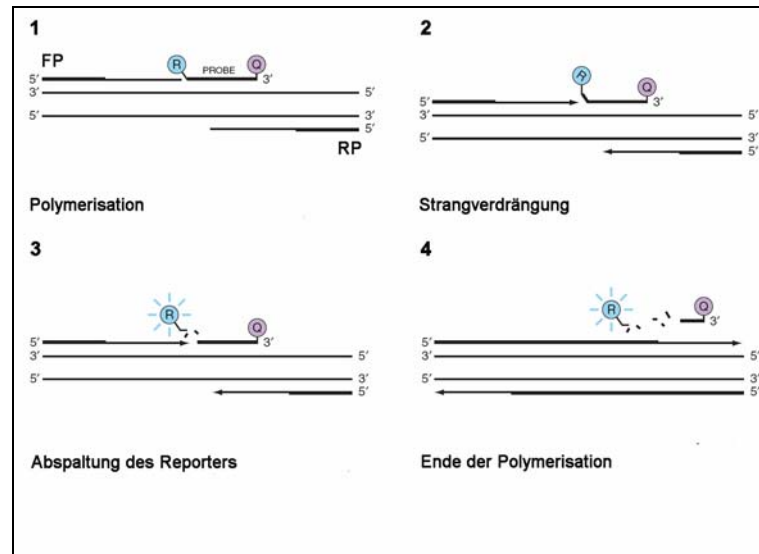 1
FP
R
PROBE
Q
5′
3′
3′
5′
5′
3′
5′
RP
Polymerisation
2
R
Q
5′
3′
3′
5′
5′
3′
5′
Strangverdrängung
3
R
Q
5′
3′
3′
5′
5′
3′
5′
Abspaltung des Reporters
4
R
Q
3′
5′
3′
5′
5′
3′
5′
Ende der Polymerisation